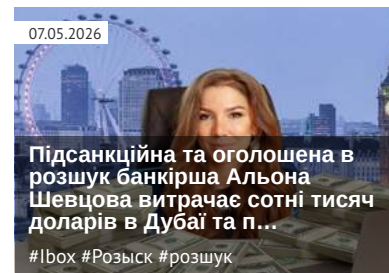 07.05.2026
Підсанкційна та оголошена в
розшук банкірша Альона
Шевцова витрачає сотні тисяч
доларів в Дубаї та п...
#Ibox #Розыск #розшук